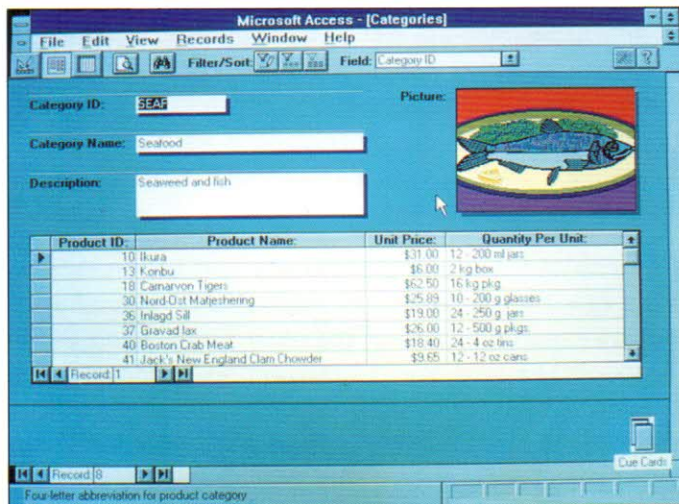 Microsoft Access - [Categories]
File Edit View Records Window Help
Filter/Sort: Field: Category ID
Category ID: SEAF
Picture:
Category Name: Seafood
Description: Seaweed and fish
Product ID: Product Name: Unit Price: Quantity Per Unit:
10 Ikura $31.00 12 - 200 ml jars
13 Konbu $6.00 2 kg box
18 Carnarvon Tigers $62.50 16 kg pkg.
30 Nord-Ost Matjeshering $25.89 10 - 200 g glasses
36 Inlagd Sill $19.00 24 - 250 g jars
37 Gravad lax $26.00 12 - 500 g pkgs.
40 Boston Crab Meat $18.40 24 - 4 oz tins
41 Jack's New England Clam Chowder $9.65 12 - 12 oz cans
Record: 1
Cue Cards
Record: 8
Four-letter abbreviation for product category